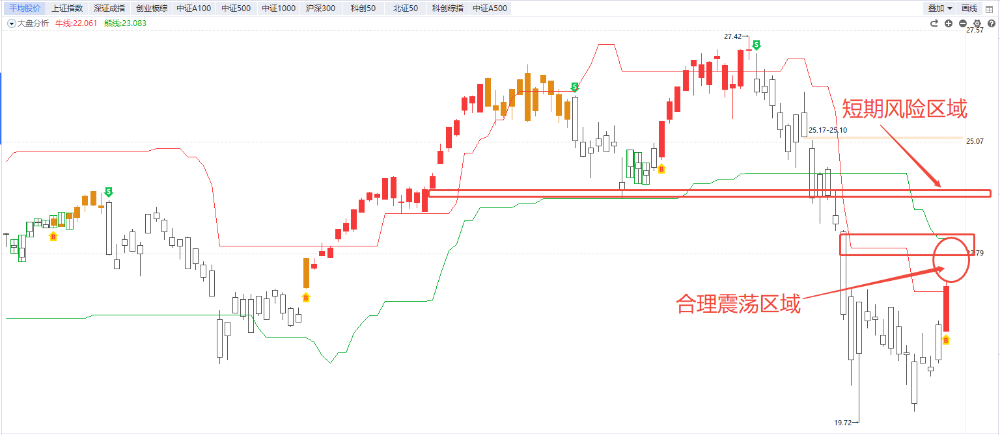 平均股价 上证指数 深证成指 创业板综 中证A100 中证500 中证1000 沪深300 科创50 北证50 科创综指 中证A500 叠加 画线
大盘分析 牛线:22.061 熊线:23.083
27.57
27.42
S
S
短期风险区域
25.17-25.10
25.07
B
S
B
22.79
合理震荡区域
B
B
19.72